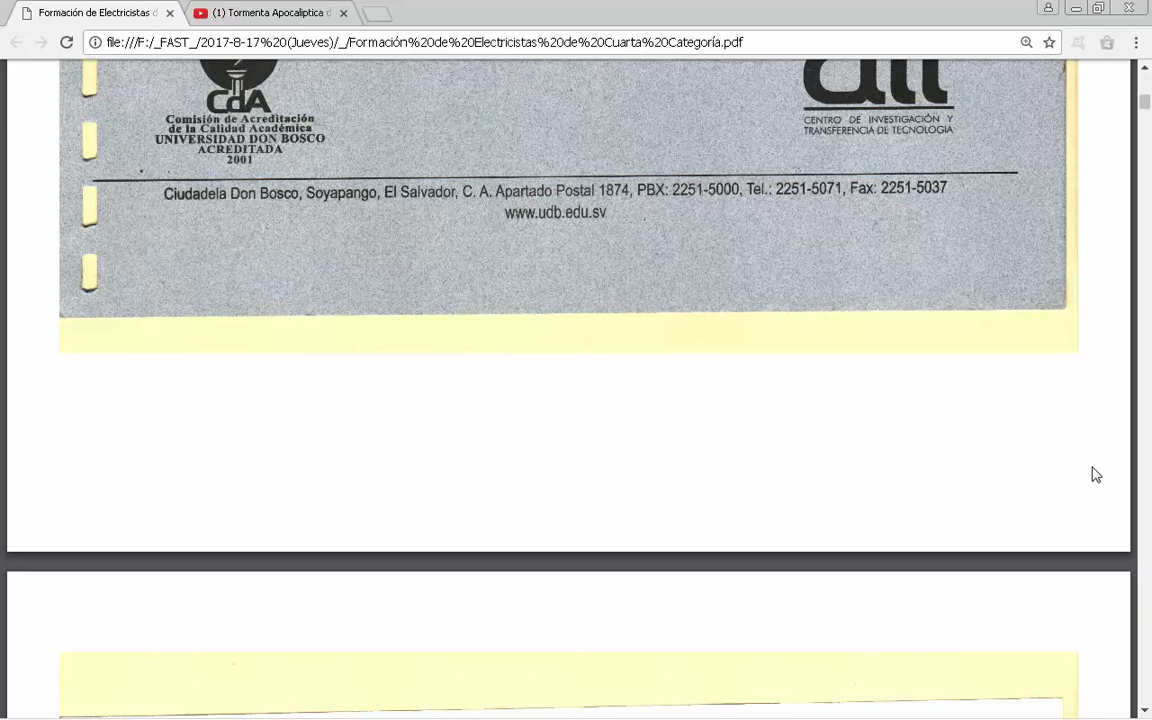 Formación de Electricistas d
(1) Tormenta Apocaliptica d
file:///F:/_FAST_/2017-8-17%20(Jueves)/_/Formación%20de%20Electricistas%20de%20Cuarta%20Categoría.pdf
CdA
Comisión de Acreditación
de la Calidad Académica
UNIVERSIDAD DON BOSCO
ACREDITADA
2001
CENTRO DE INVESTIGACIÓN Y
TRANSFERENCIA DE TECNOLOGIA
Ciudadela Don Bosco, Soyapango, El Salvador, C. A. Apartado Postal 1874, PBX: 2251-5000, Tel.: 2251-5071, Fax: 2251-5037
www.udb.edu.sv